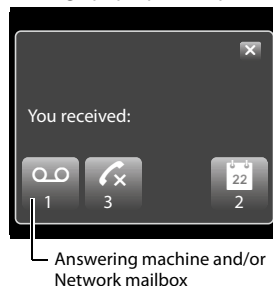 You received:
22
1 3 2
Answering machine and/or
Network mailbox